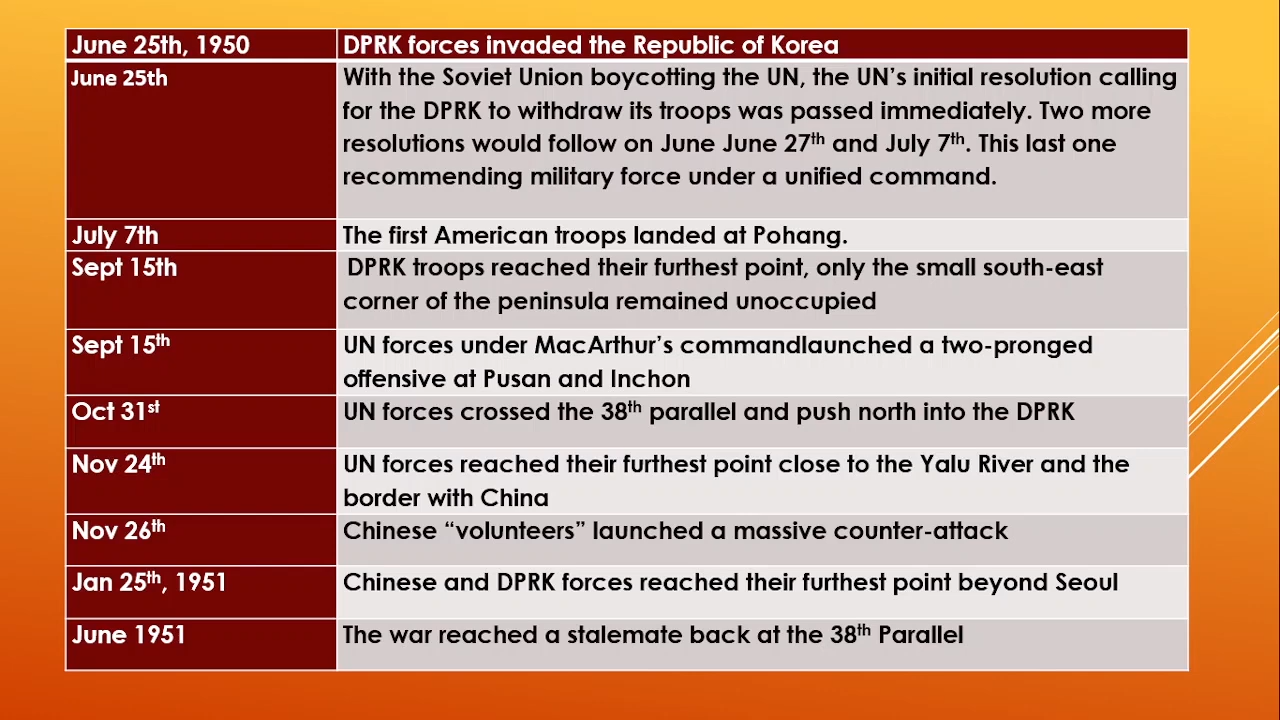 June 25th, 1950
DPRK forces invaded the Republic of Korea
June 25th
With the Soviet Union boycotting the UN, the UN’s initial resolution calling
for the DPRK to withdraw its troops was passed immediately. Two more
resolutions would follow on June June 27th and July 7th. This last one
recommending military force under a unified command.
July 7th
The first American troops landed at Pohang.
Sept 15th
DPRK troops reached their furthest point, only the small south-east
corner of the peninsula remained unoccupied
Sept 15th
UN forces under MacArthur’s commandlaunched a two-pronged
offensive at Pusan and Inchon
Oct 31st
UN forces crossed the 38th parallel and push north into the DPRK
Nov 24th
UN forces reached their furthest point close to the Yalu River and the
border with China
Nov 26th
Chinese “volunteers” launched a massive counter-attack
Jan 25th, 1951
Chinese and DPRK forces reached their furthest point beyond Seoul
June 1951
The war reached a stalemate back at the 38th Parallel